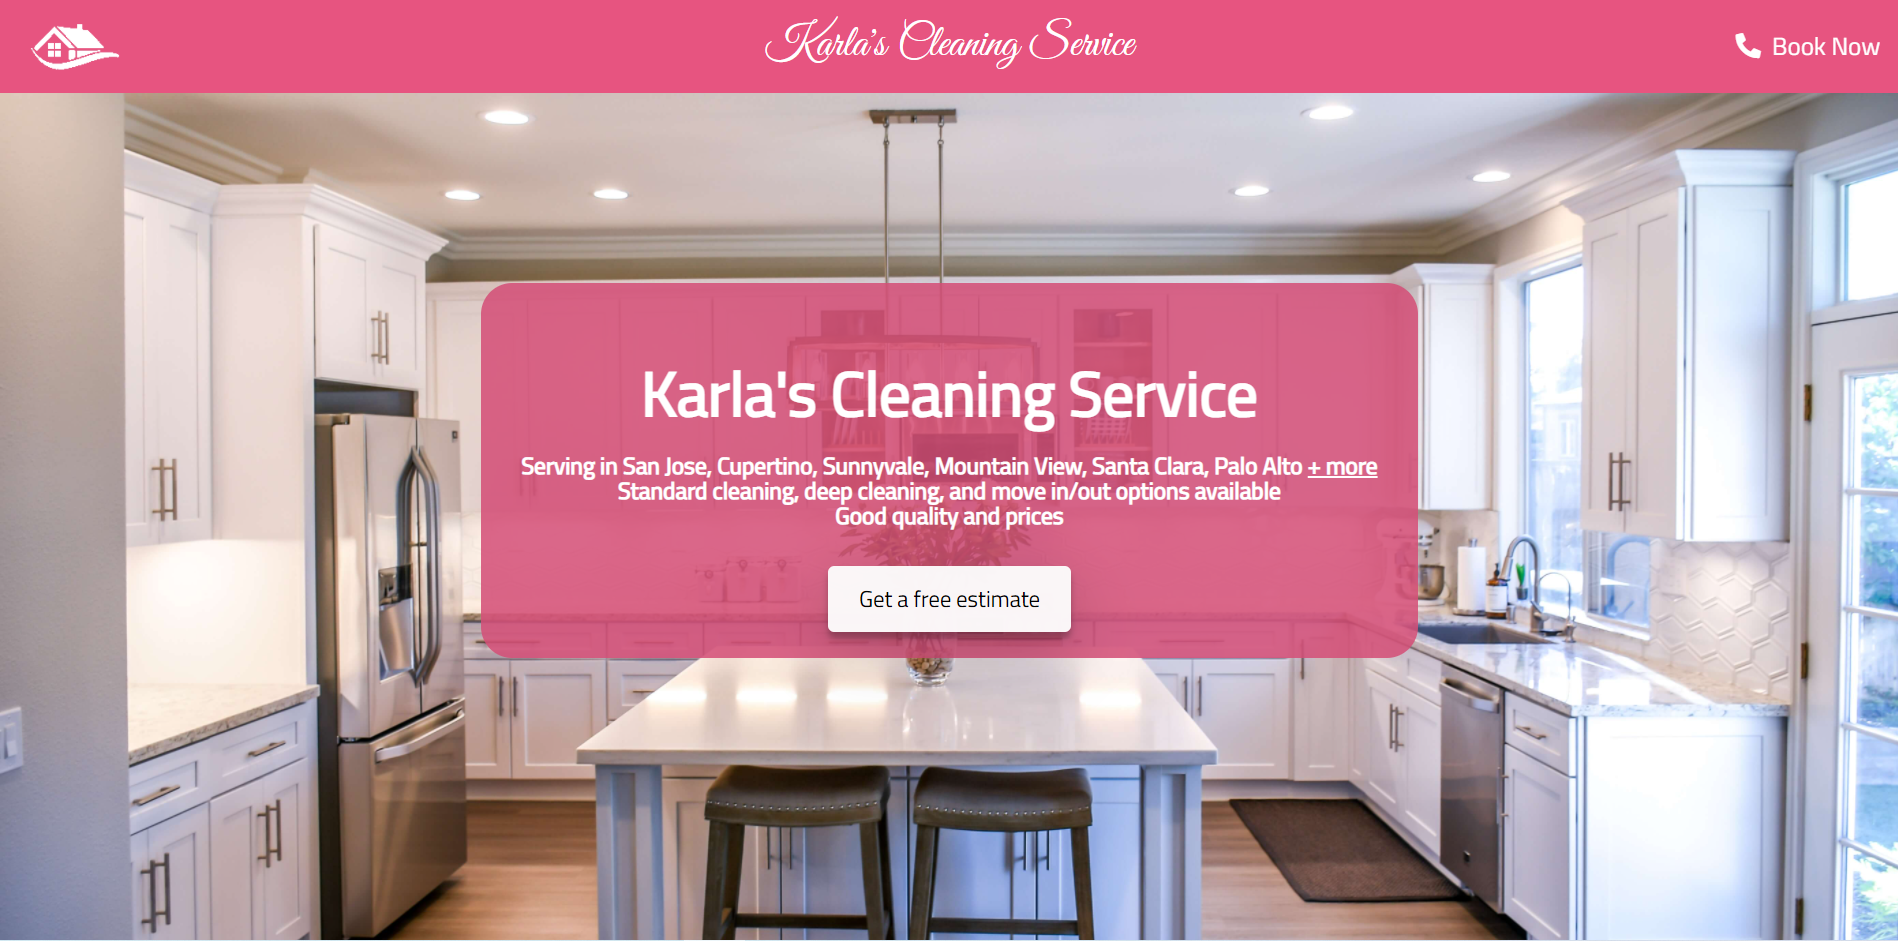 Karla's Cleaning Service
Book Now
Karla's Cleaning Service
Serving in San Jose, Cupertino, Sunnyvale, Mountain View, Santa Clara, Palo Alto + more
Standard cleaning, deep cleaning, and move in/out options available
Good quality and prices
Get a free estimate